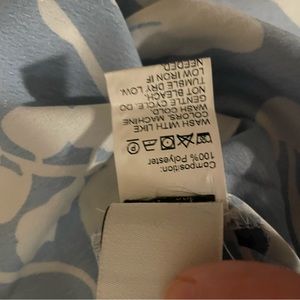 Composition:
100% Polyester
WASH WITH LIKE
COLORS, MACHINE
WASH COLD.
GENTLE CYCLE. DO
NOT BLEACH.
TUMBLE DRY LOW.
LOW IRON IF
NEEDED.